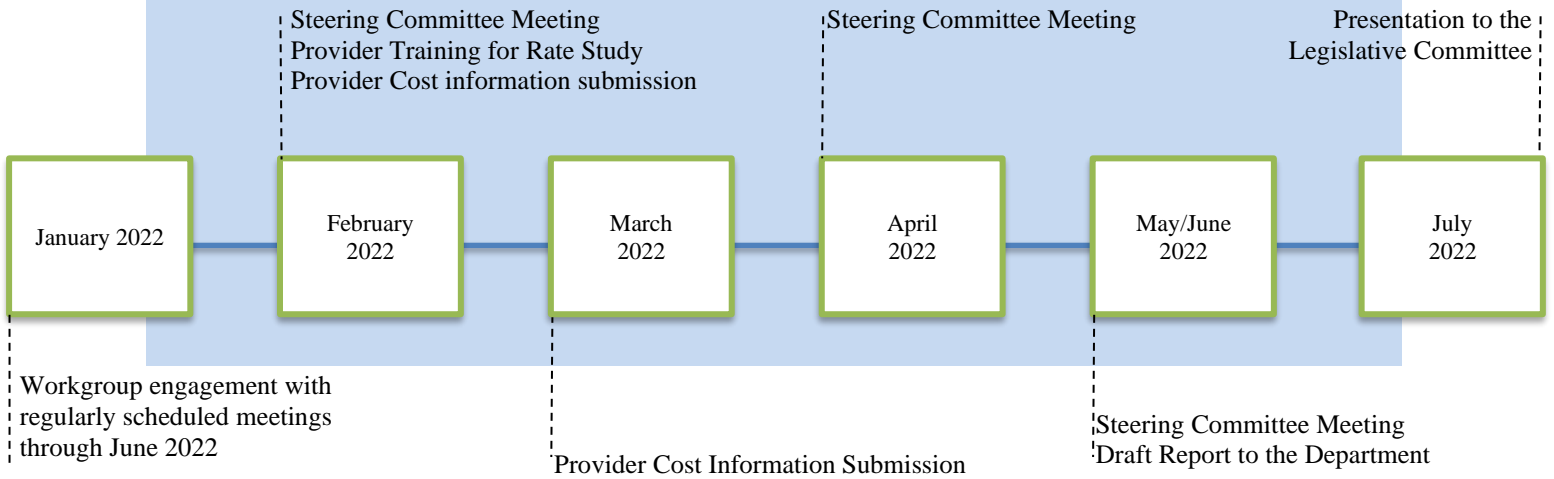 Steering Committee Meeting
Provider Training for Rate Study
Provider Cost information submission
Steering Committee Meeting
Presentation to the
Legislative Committee
January 2022
February
2022
March
2022
April
2022
May/June
2022
July
2022
Workgroup engagement with
regularly scheduled meetings
through June 2022
Provider Cost Information Submission
Steering Committee Meeting
Draft Report to the Department